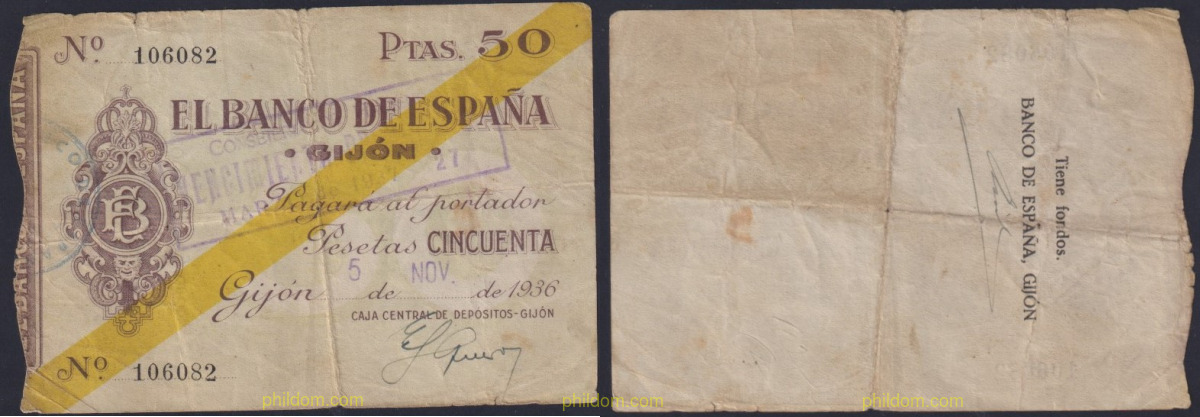 Nº. 106082
PTAS. 50
EL BANCO DE ESPAÑA
· GIJÓN ·
Pagará al portador
Pesetas CINCUENTA
5 NOV.
Gijón de de 1936
CAJA CENTRAL DE DEPÓSITOS-GIJÓN
Nº. 106082
EB
Tiene fondos.
BANCO DE ESPAÑA, GIJÓN
phildom.com
phildom.com
phildom.com
phildom.com